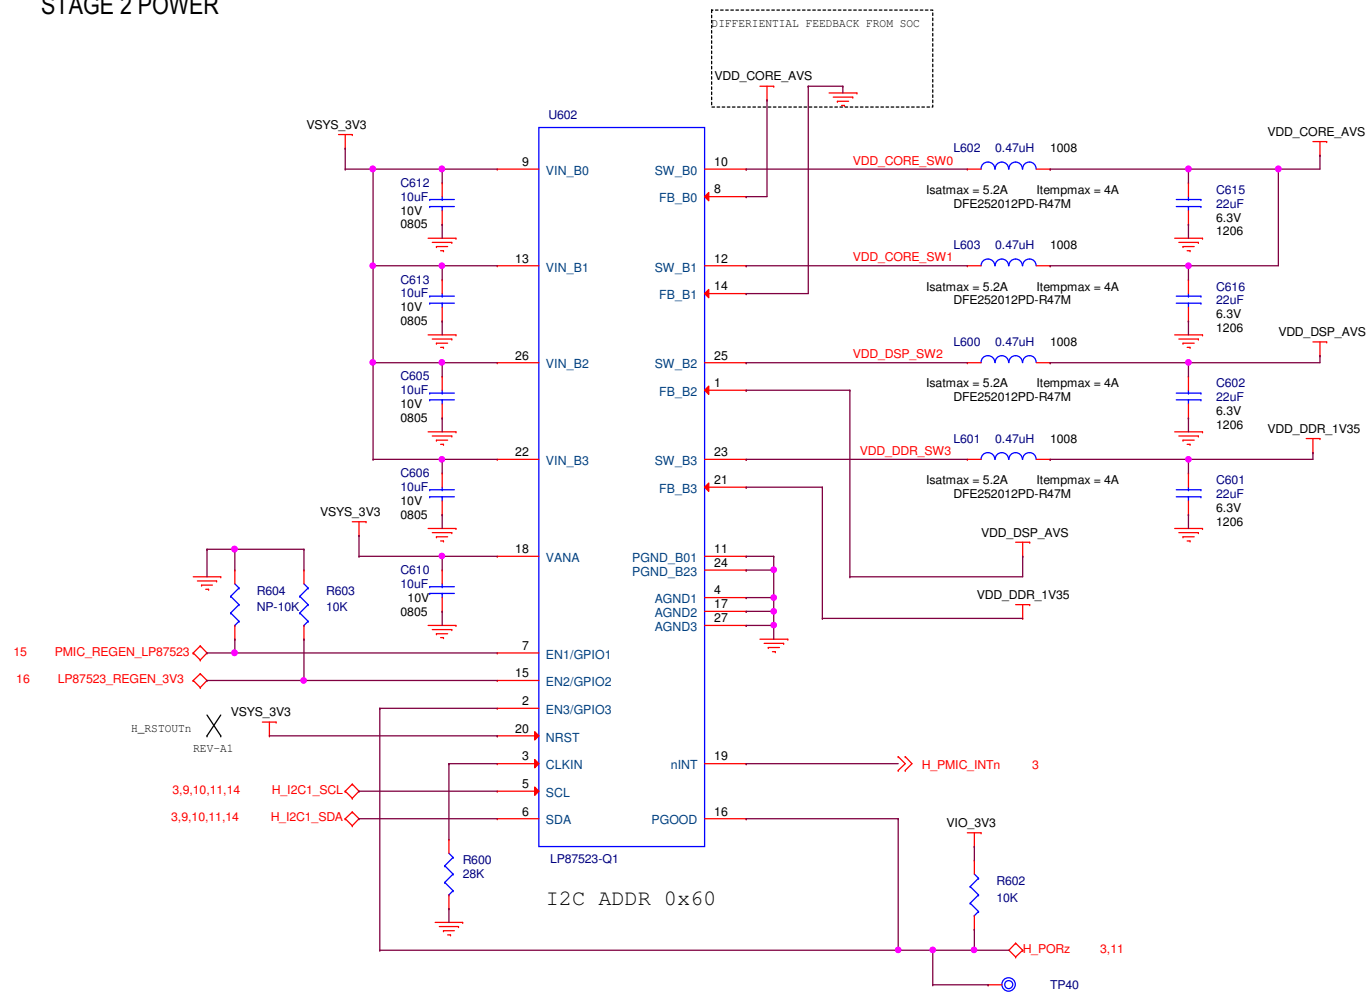 STAGE 2 POWER
DIFFERIENTIAL FEEDBACK FROM SOC
VDD_CORE_AVS
U602
VSYS_3V3
VDD_CORE_AVS
9 VIN_B0
SW_B0 10
VDD_CORE_SW0
L602 0.47uH 1008
C612
10uF
10V
0805
FB_B0 8
Isatmax = 5.2A Itempmax = 4A
DFE252012PD-R47M
C615
22uF
6.3V
1206
13 VIN_B1
SW_B1 12
VDD_CORE_SW1
L603 0.47uH 1008
C613
10uF
10V
0805
FB_B1 14
Isatmax = 5.2A Itempmax = 4A
DFE252012PD-R47M
C616
22uF
6.3V
1206
VDD_DSP_AVS
26 VIN_B2
SW_B2 25
VDD_DSP_SW2
L600 0.47uH 1008
C605
10uF
10V
0805
FB_B2 1
Isatmax = 5.2A Itempmax = 4A
DFE252012PD-R47M
C602
22uF
6.3V
1206
VDD_DDR_1V35
22 VIN_B3
SW_B3 23
VDD_DDR_SW3
L601 0.47uH 1008
C606
10uF
10V
0805
FB_B3 21
Isatmax = 5.2A Itempmax = 4A
DFE252012PD-R47M
C601
22uF
6.3V
1206
VSYS_3V3
VDD_DSP_AVS
18 VANA
PGND_B01 11
PGND_B23 24
C610
10uF
10V
0805
AGND1 4
AGND2 17
AGND3 27
VDD_DDR_1V35
R604
NP-10K
R603
10K
15 PMIC_REGEN_LP87523
7 EN1/GPIO1
16 LP87523_REGEN_3V3
15 EN2/GPIO2
2 EN3/GPIO3
H_RSTOUTn
REV-A1
VSYS_3V3
20 NRST
3 CLKIN
nINT 19
H_PMIC_INTn 3
3,9,10,11,14 H_I2C1_SCL
5 SCL
3,9,10,11,14 H_I2C1_SDA
6 SDA
PGOOD 16
VIO_3V3
LP87523-Q1
R600
28K
R602
10K
I2C ADDR 0x60
H_PORz 3,11
TP40